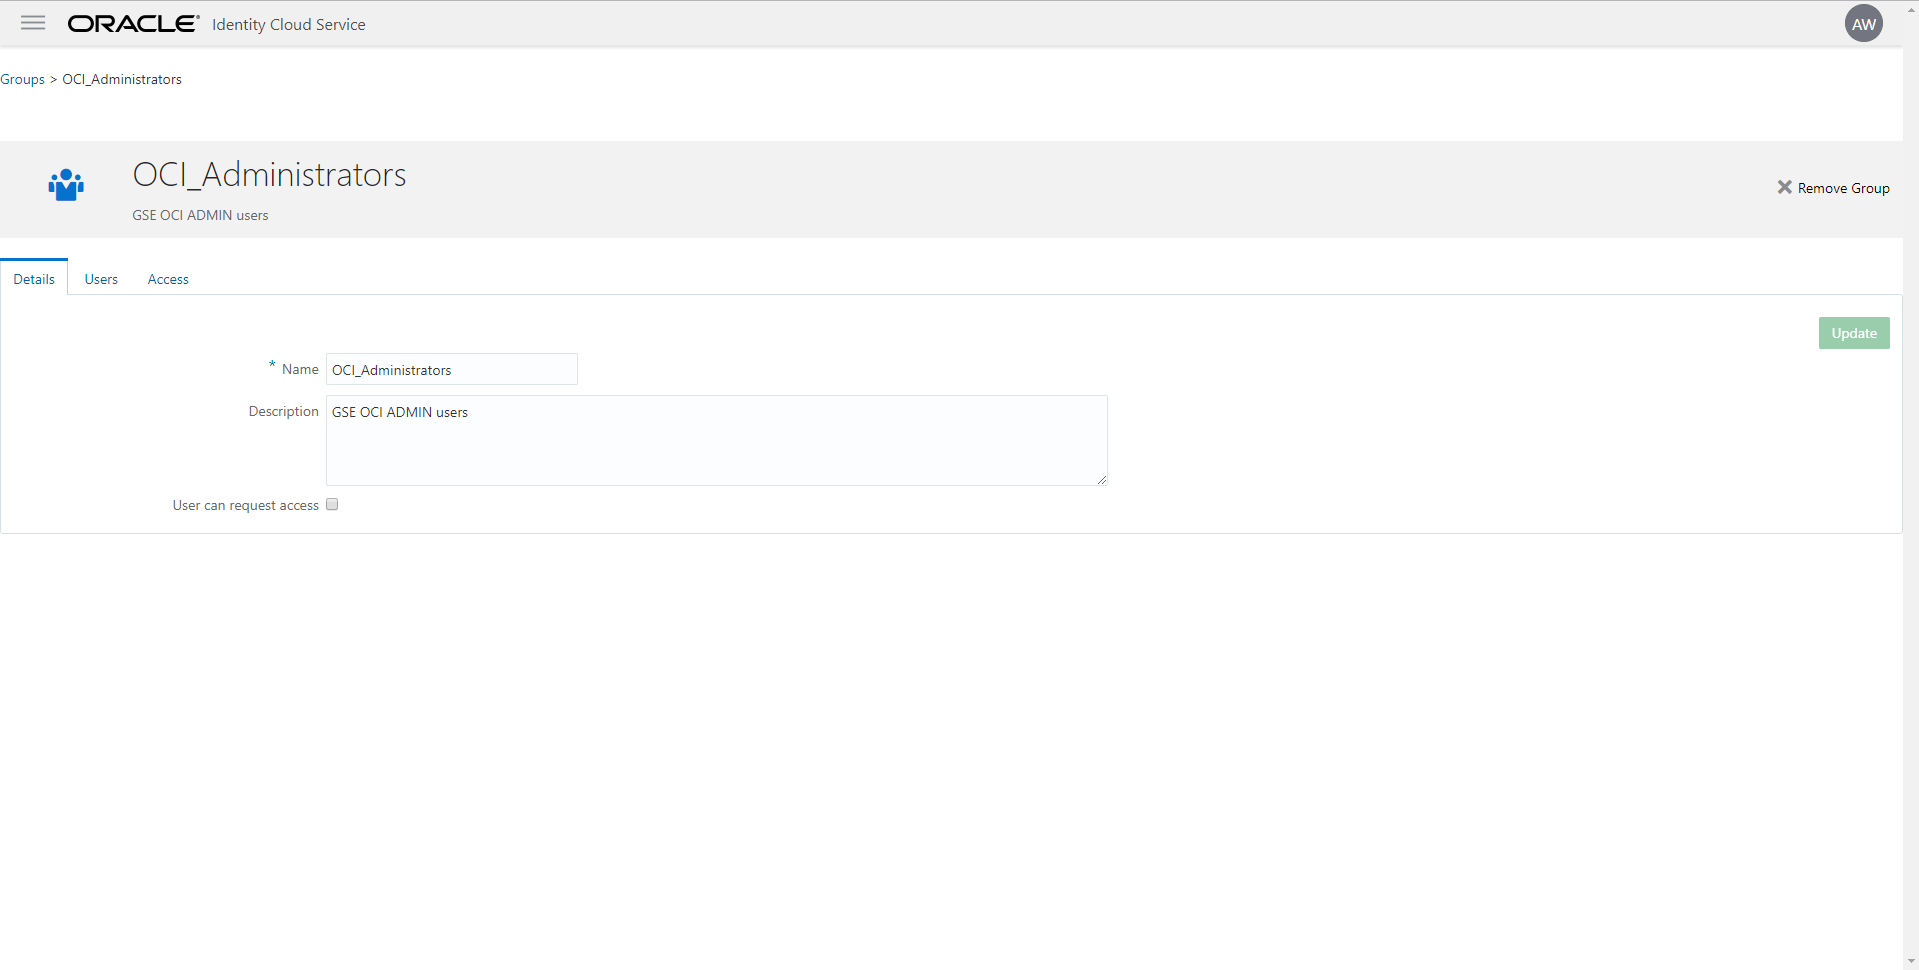 ORACLE® Identity Cloud Service
AW
Groups > OCI_Administrators
OCI_Administrators
GSE OCI ADMIN users
Remove Group
Details Users Access
Update
* Name OCI_Administrators
Description GSE OCI ADMIN users
User can request access